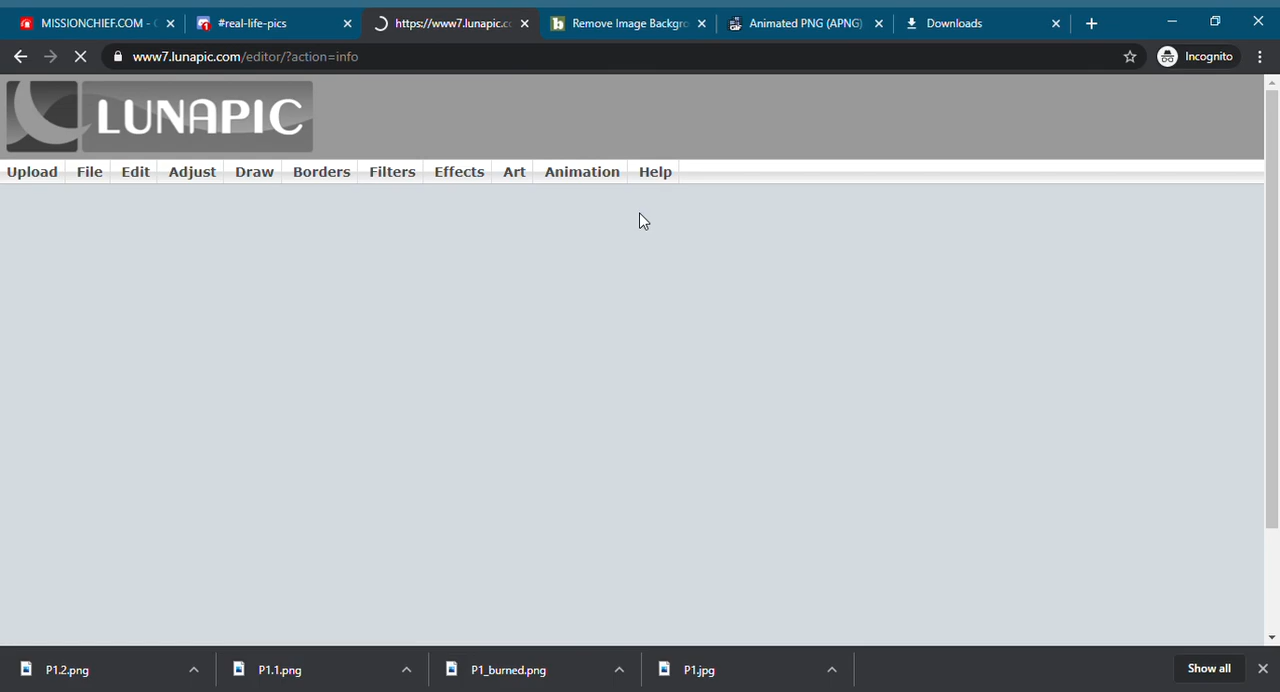 MISSIONCHIEF.COM -
#real-life-pics
https://www7.lunapic.cc
Remove Image Backgro
Animated PNG (APNG)
Downloads
www7.lunapic.com/editor/?action=info
Incognito
LUNAPIC
Upload File Edit Adjust Draw Borders Filters Effects Art Animation Help
P1.2.png
P1.1.png
P1_burned.png
P1.jpg
Show all